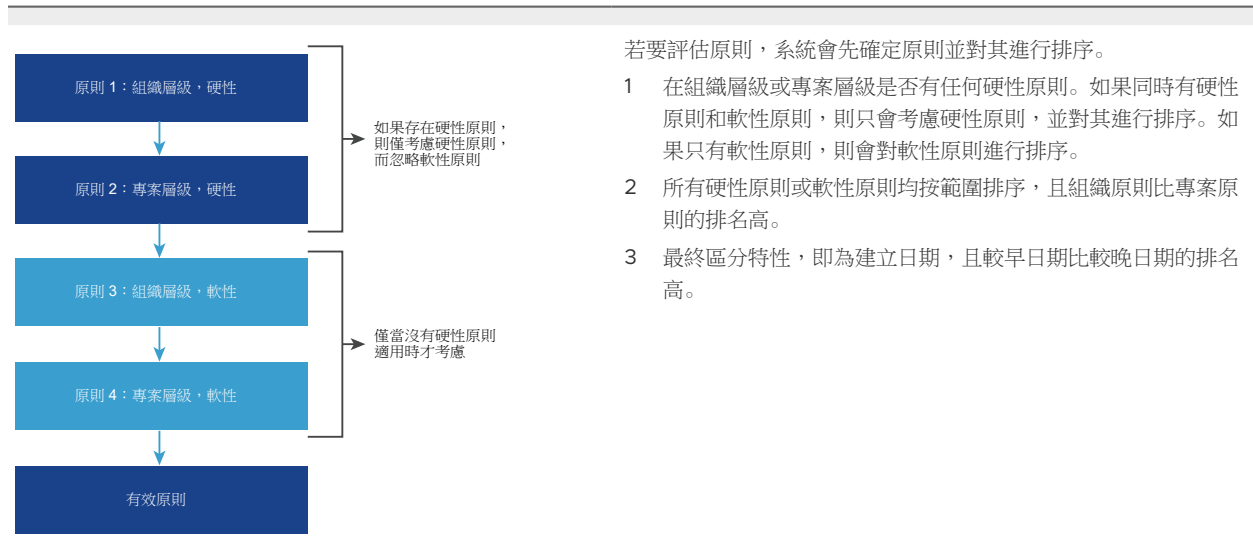 原則 1：組織層級，硬性
原則 2：專案層級，硬性
如果存在硬性原則，
則僅考慮硬性原則，
而忽略軟性原則
原則 3：組織層級，軟性
原則 4：專案層級，軟性
僅當沒有硬性原則
適用時才考慮
有效原則
若要評估原則，系統會先確定原則並對其進行排序。
1 在組織層級或專案層級是否有任何硬性原則。如果同時有硬性
原則和軟性原則，則只會考慮硬性原則，並對其進行排序。如
果只有軟性原則，則會對軟性原則進行排序。
2 所有硬性原則或軟性原則均按範圍排序，且組織原則比專案原
則的排名高。
3 最終區分特性，即為建立日期，且較早日期比較晚日期的排名
高。